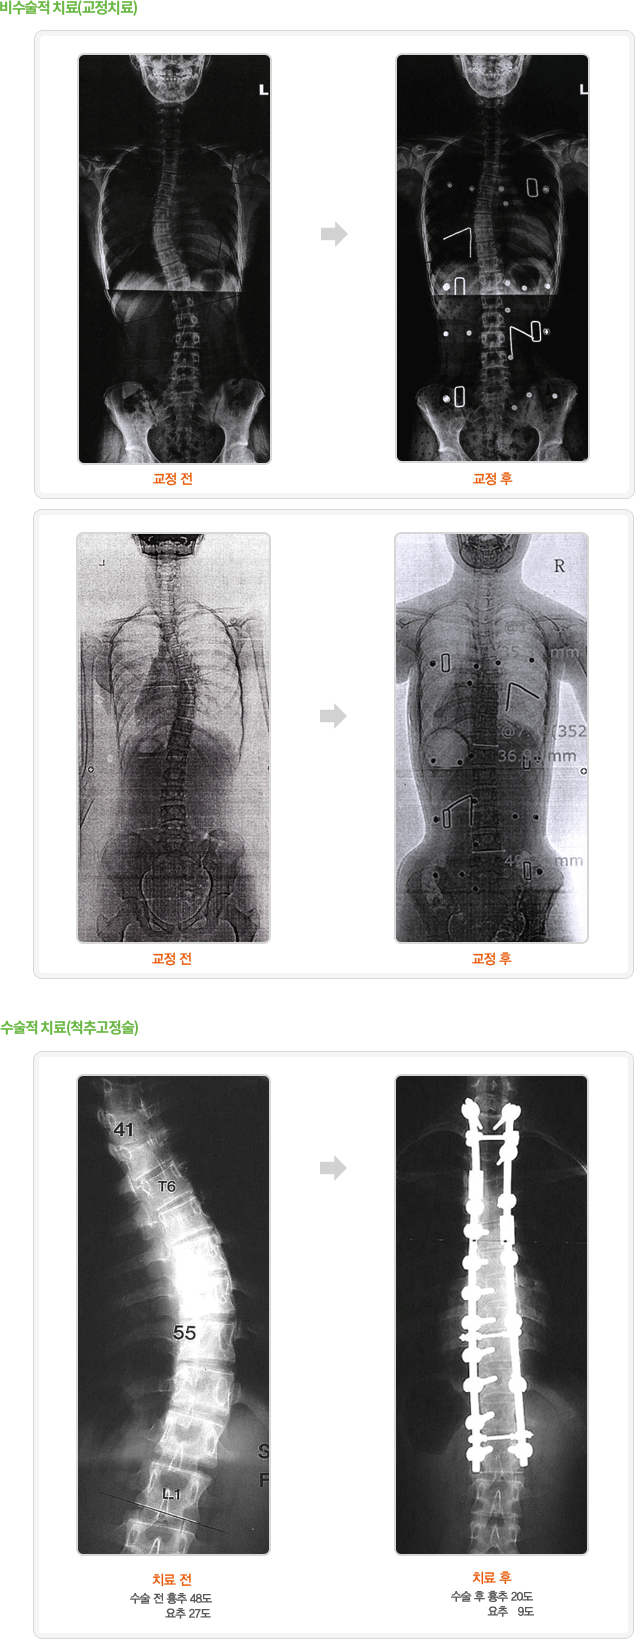 비수술적 치료(교정치료)
L
L
교정 전
교정 후
R
35
mm
(352
36.
mm
mm
교정 전
교정 후
수술적 치료(척추고정술)
41
T6
55
S
F
L1
치료 전
수술 전 흉추 48도
요추 27도
치료 후
수술 후 흉추 20도
요추 9도